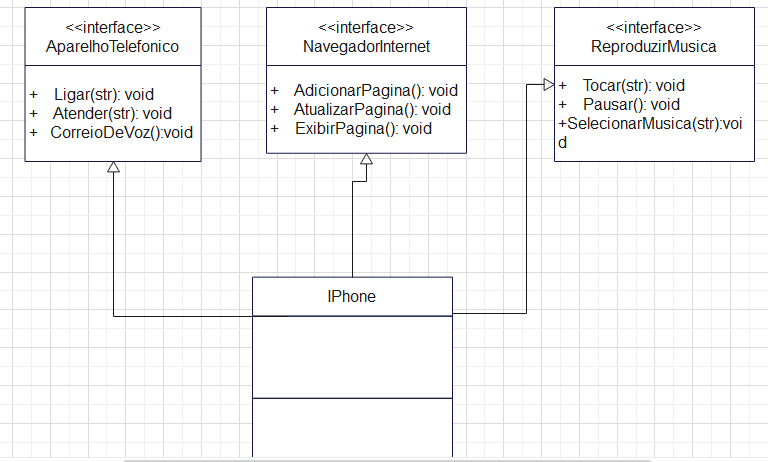 <<interface>>
AparelhoTelefonico
+ Ligar(str): void
+ Atender(str): void
+ CorreioDeVoz():void
<<interface>>
NavegadorInternet
+ AdicionarPagina(): void
+ AtualizarPagina(): void
+ ExibirPagina(): void
<<interface>>
ReproduzirMusica
+ Tocar(str): void
+ Pausar(): void
+SelecionarMusica(str):voi
d
IPhone